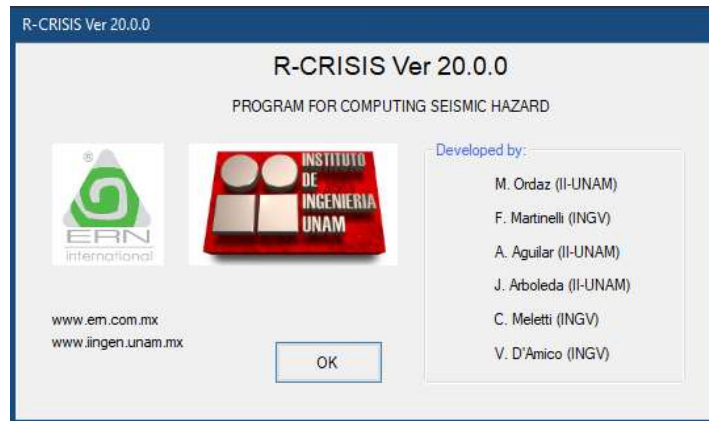 R-CRISIS Ver 20.0.0
R-CRISIS Ver 20.0.0
PROGRAM FOR COMPUTING SEISMIC HAZARD
®
ERN
international
INSTITUTO
DE
INGENIERIA
UNAM
www.ern.com.mx
www.iingen.unam.mx
OK
Developed by:
M. Ordaz (II-UNAM)
F. Martinelli (INGV)
A. Aguilar (II-UNAM)
J. Arboleda (II-UNAM)
C. Meletti (INGV)
V. D'Amico (INGV)